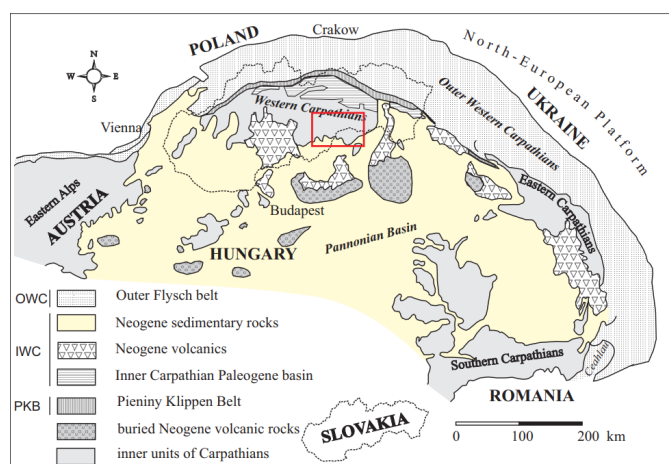 POLAND
Crakow
North-European Platform
N
W E
S
UKRAINE
Outer Western Carpathians
Western Carpathians
Vienna
Eastern Alps
AUSTRIA
Budapest
HUNGARY
Pannonian Basin
Eastern Carpathians
OWC
Outer Flysch belt
Neogene sedimentary rocks
IWC
Neogene volcanics
Inner Carpathian Paleogene basin
PKB
Pieniny Klippen Belt
buried Neogene volcanic rocks
inner units of Carpathians
SLOVAKIA
Southern Carpathians
ROMANIA
0 100 200 km